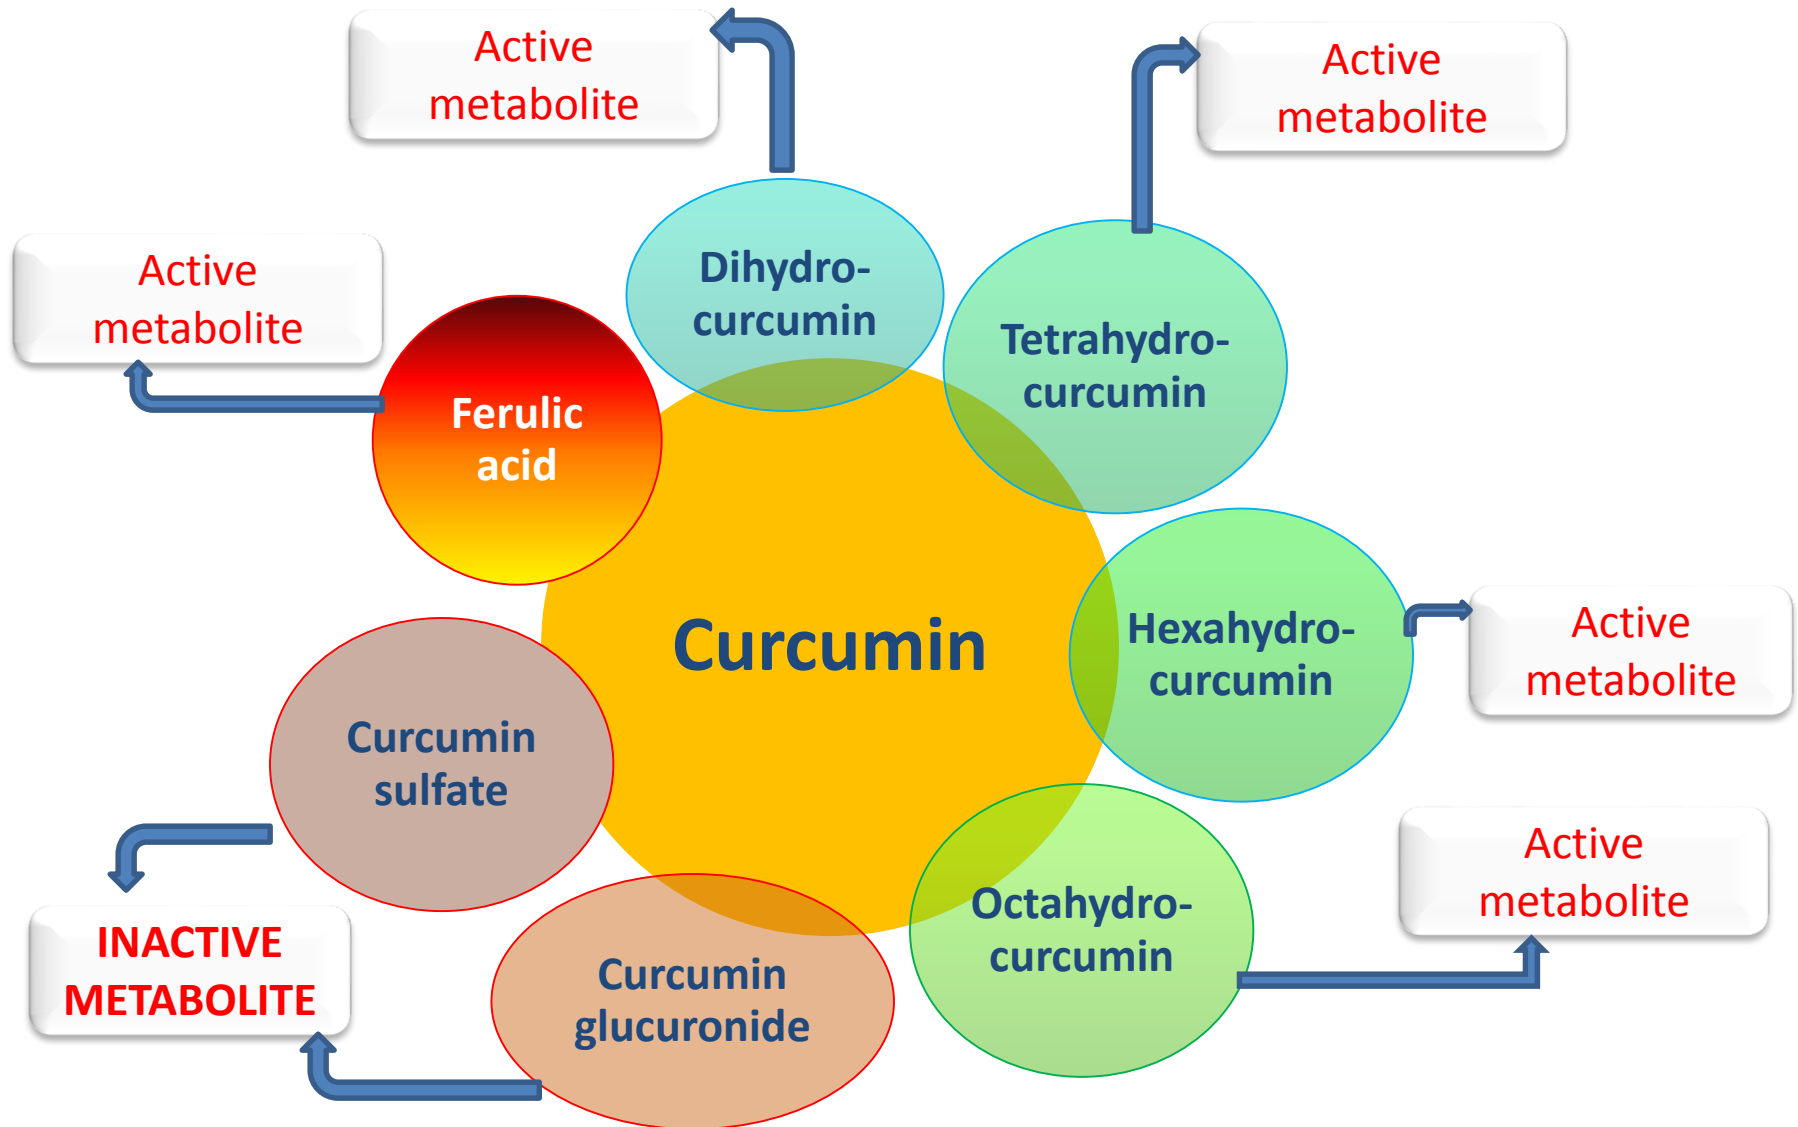 Active
metabolite
Active
metabolite
Active
metabolite
Dihydro-
curcumin
Tetrahydro-
curcumin
Ferulic
acid
Curcumin
Hexahydro-
curcumin
Active
metabolite
Curcumin
sulfate
Active
metabolite
Octahydro-
curcumin
INACTIVE
METABOLITE
Curcumin
glucuronide